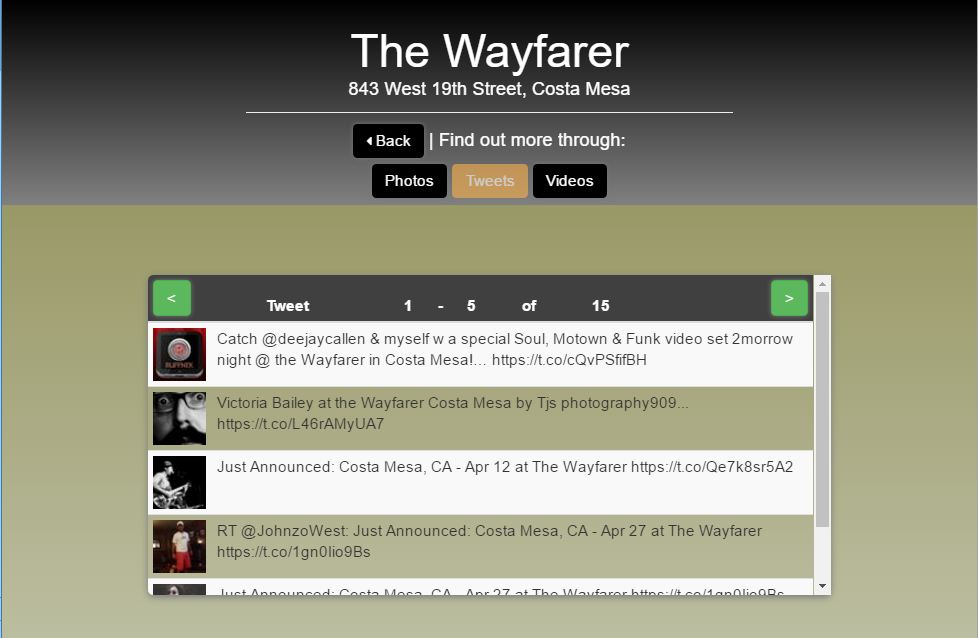 The Wayfarer
843 West 19th Street, Costa Mesa
Back | Find out more through:
Photos Tweets Videos
< Tweet 1 - 5 of 15 >
Catch @deejaycallen & myself w a special Soul, Motown & Funk video set 2morrow
night @ the Wayfarer in Costa Mesa!… https://t.co/cQvPSfifBH
RUFFNEK
Victoria Bailey at the Wayfarer Costa Mesa by Tjs photography909...
https://t.co/L46rAMyUA7
Just Announced: Costa Mesa, CA - Apr 12 at The Wayfarer https://t.co/Qe7k8sr5A2
RT @JohnzoWest: Just Announced: Costa Mesa, CA - Apr 27 at The Wayfarer
https://t.co/1gn0Iio9Bs
Just Announced: Costa Mesa, CA - Apr 27 at The Wayfarer https://t.co/1gn0Iio9Bs